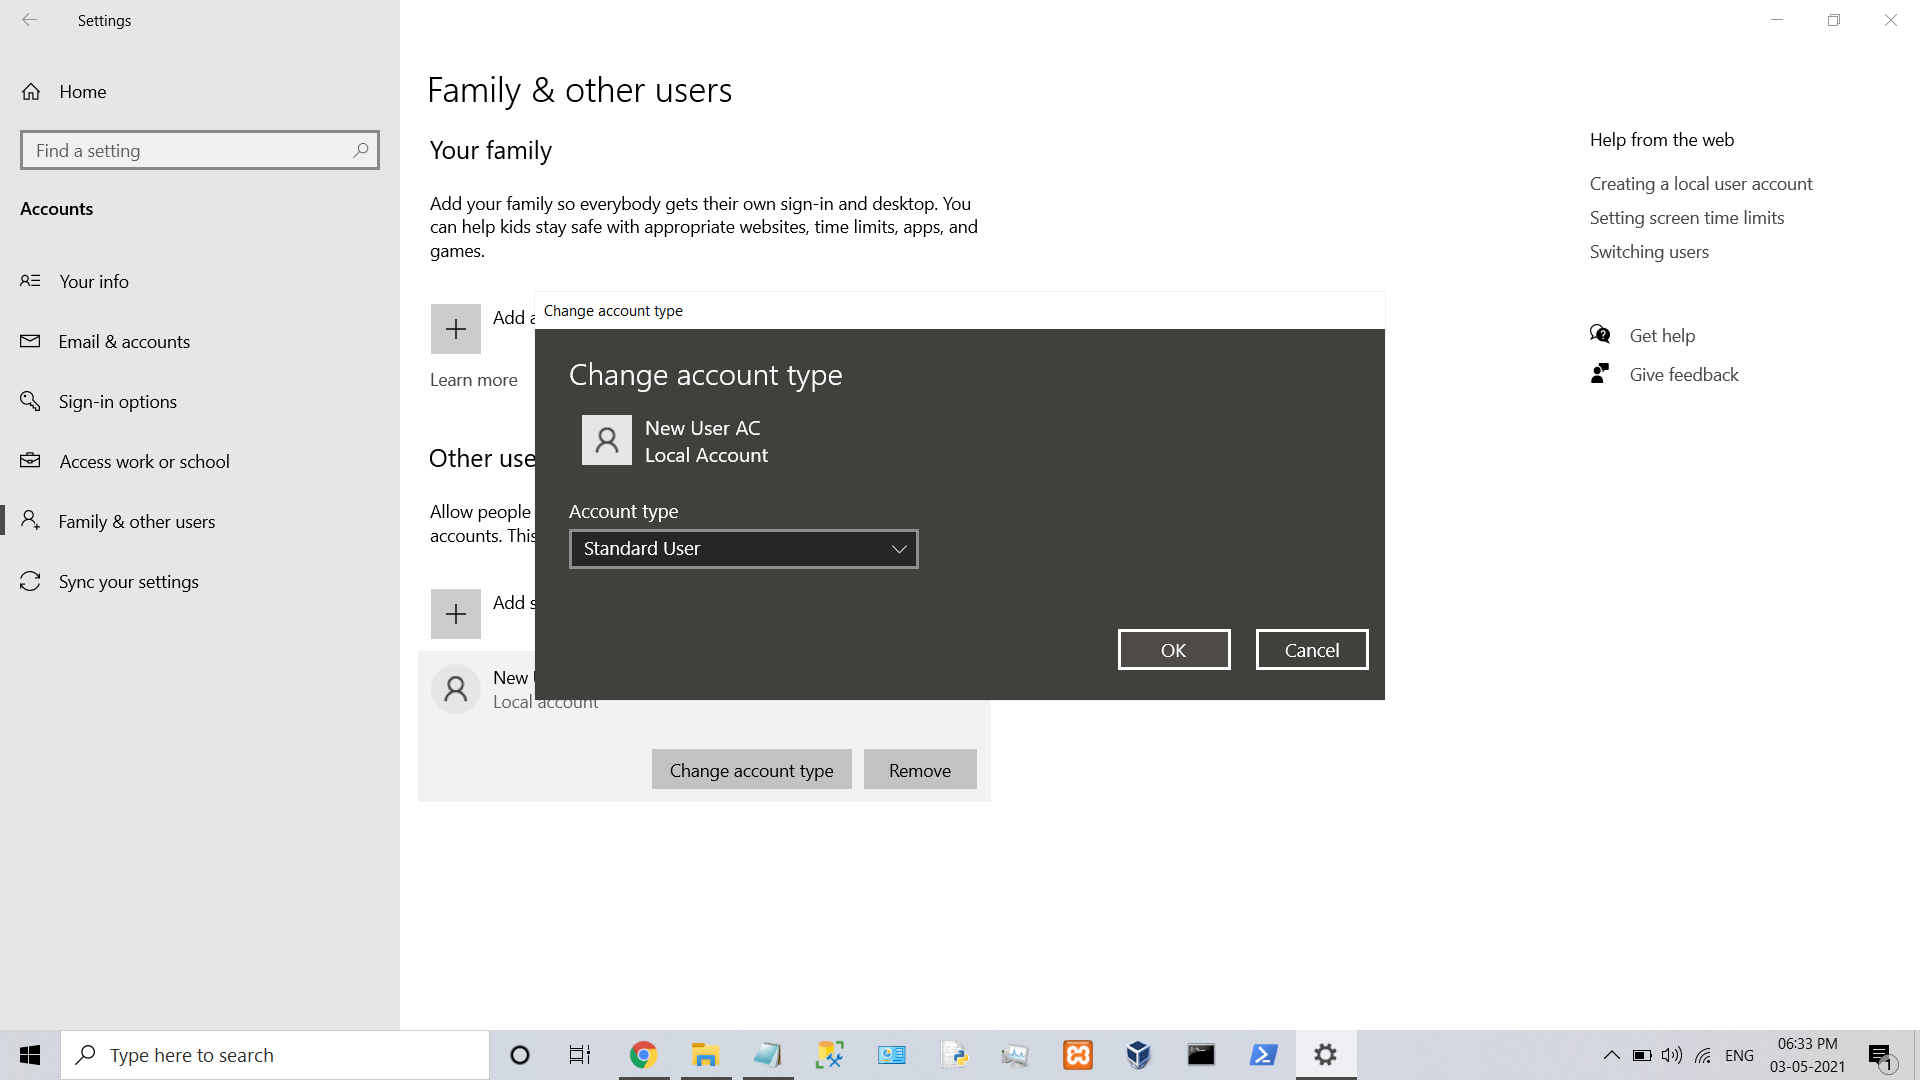 Settings
Home
Find a setting
Accounts
Your info
Email & accounts
Sign-in options
Access work or school
Family & other users
Sync your settings
Family & other users
Your family
Add your family so everybody gets their own sign-in and desktop. You
can help kids stay safe with appropriate websites, time limits, apps, and
games.
Add a
Learn more
Other use
Allow people
accounts. This
Add s
New
Local account
Change account type
Remove
Change account type
Change account type
New User AC
Local Account
Account type
Standard User
OK
Cancel
Help from the web
Creating a local user account
Setting screen time limits
Switching users
Get help
Give feedback
Type here to search
ENG
06:33 PM
03-05-2021
1